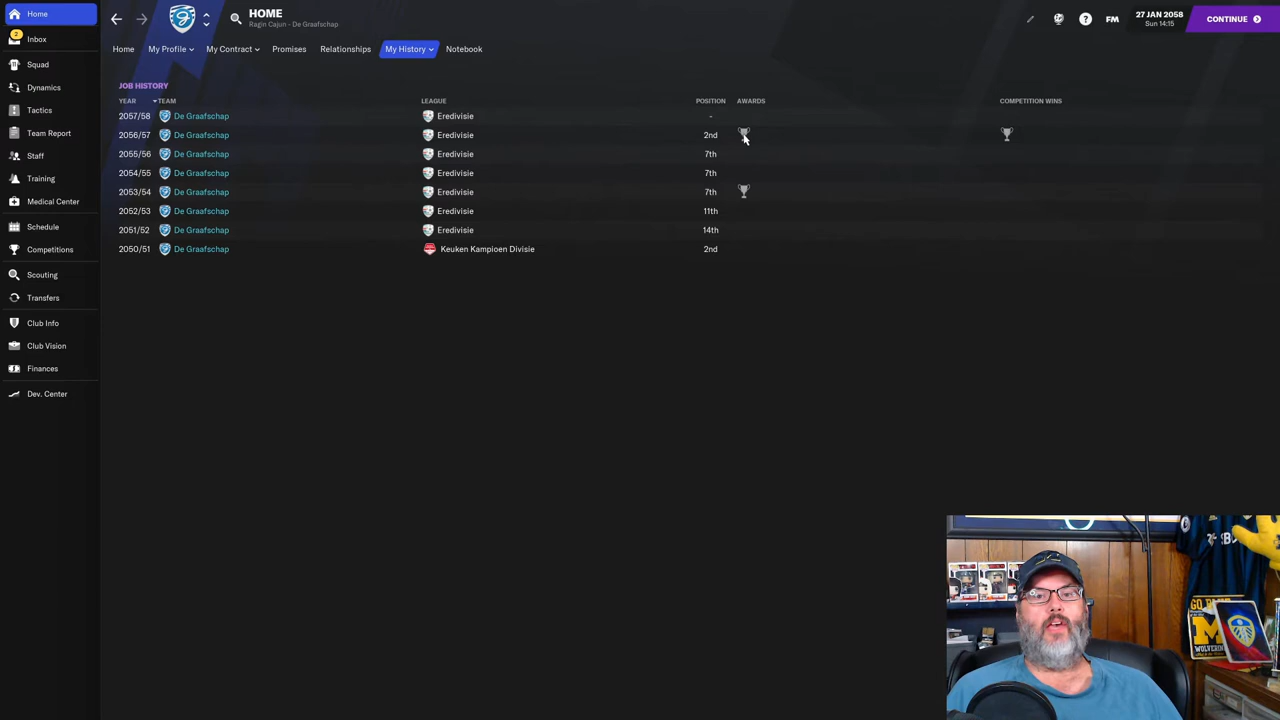 Home
2
Inbox
Squad
Dynamics
Tactics
Team Report
Staff
Training
Medical Center
Schedule
Competitions
Scouting
Transfers
Club Info
Club Vision
Finances
Dev. Center
HOME
Ragin Cajun - De Graafschap
?
FM
27 JAN 2058
Sun 14:15
CONTINUE
Home
My Profile
My Contract
Promises
Relationships
My History
Notebook
JOB HISTORY
YEAR TEAM LEAGUE POSITION AWARDS COMPETITION WINS
2057/58 De Graafschap Eredivisie -
2056/57 De Graafschap Eredivisie 2nd
2055/56 De Graafschap Eredivisie 7th
2054/55 De Graafschap Eredivisie 7th
2053/54 De Graafschap Eredivisie 7th
2052/53 De Graafschap Eredivisie 11th
2051/52 De Graafschap Eredivisie 14th
2050/51 De Graafschap Keuken Kampioen Divisie 2nd
GO BLUE
M
WOLVERINES